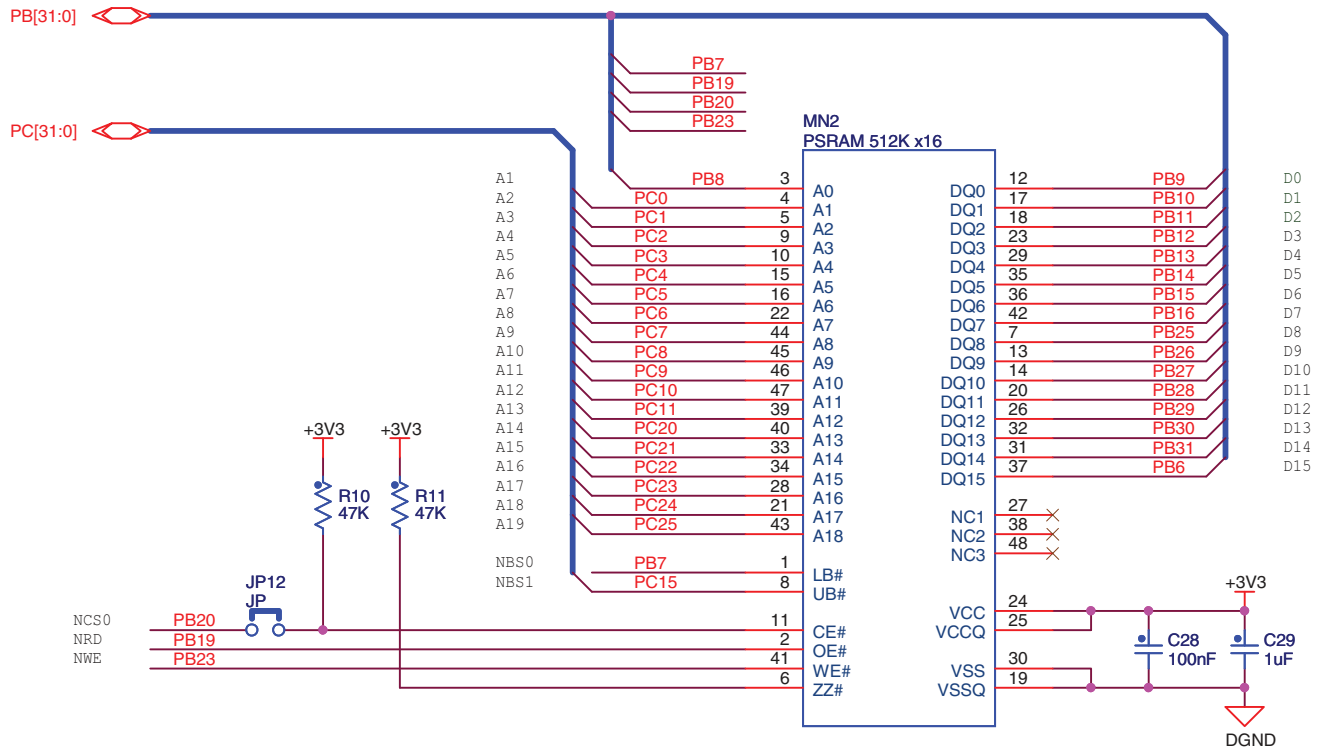 PB[31:0]
PB7
PB19
PB20
PB23
PC[31:0]
MN2
PSRAM 512K x16
A1 PB8 3 A0 DQ0 12 PB9 D0
A2 PC0 4 A1 DQ1 17 PB10 D1
A3 PC1 5 A2 DQ2 18 PB11 D2
A4 PC2 9 A3 DQ3 23 PB12 D3
A5 PC3 10 A4 DQ4 29 PB13 D4
A6 PC4 15 A5 DQ5 35 PB14 D5
A7 PC5 16 A6 DQ6 36 PB15 D6
A8 PC6 22 A7 DQ7 42 PB16 D7
A9 PC7 44 A8 DQ8 7 PB25 D8
A10 PC8 45 A9 DQ9 13 PB26 D9
A11 PC9 46 A10 DQ10 14 PB27 D10
A12 PC10 47 A11 DQ11 20 PB28 D11
A13 PC11 39 A12 DQ12 26 PB29 D12
A14 PC20 40 A13 DQ13 32 PB30 D13
A15 PC21 33 A14 DQ14 31 PB31 D14
A16 PC22 34 A15 DQ15 37 PB6 D15
A17 PC23 28 A16
A18 PC24 21 A17 NC1 27
A19 PC25 43 A18 NC2 38
NC3 48
+3V3 +3V3
R10 R11
47K 47K
NBS0 PB7 1 LB#
NBS1 PC15 8 UB#
JP12
JP
NCS0 PB20 11 CE#
NRD PB19 2 OE#
NWE PB23 41 WE#
6 ZZ#
+3V3
VCC 24
VCCQ 25
C28 C29
100nF 1uF
VSS 30
VSSQ 19
DGND